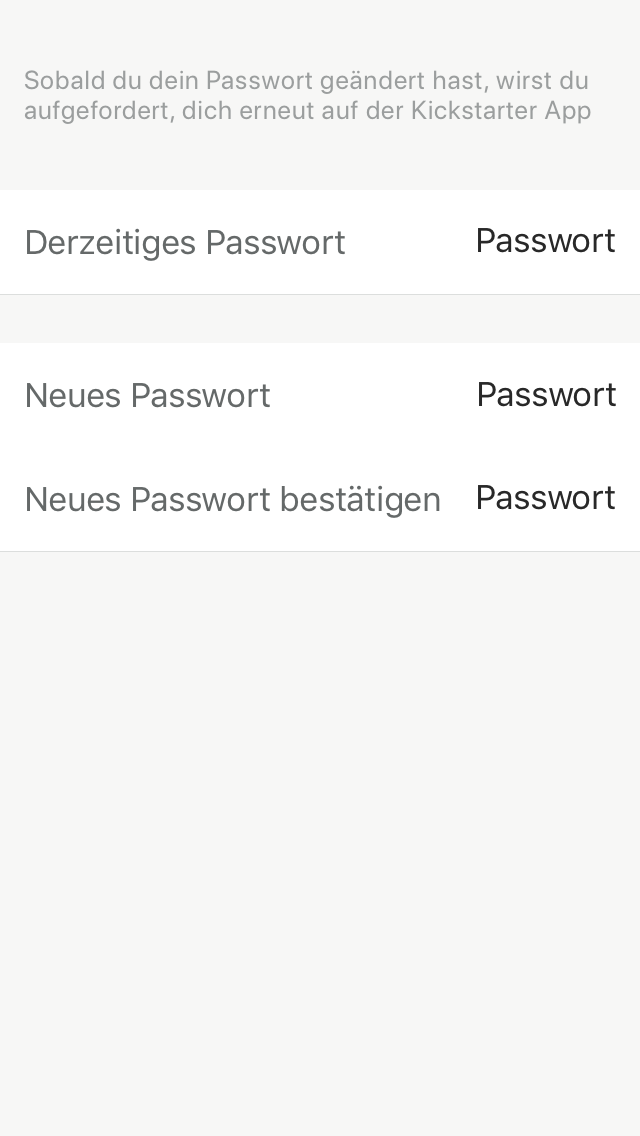 Sobald du dein Passwort geändert hast, wirst du
aufgefordert, dich erneut auf der Kickstarter App
Derzeitiges Passwort Passwort
Neues Passwort Passwort
Neues Passwort bestätigen Passwort